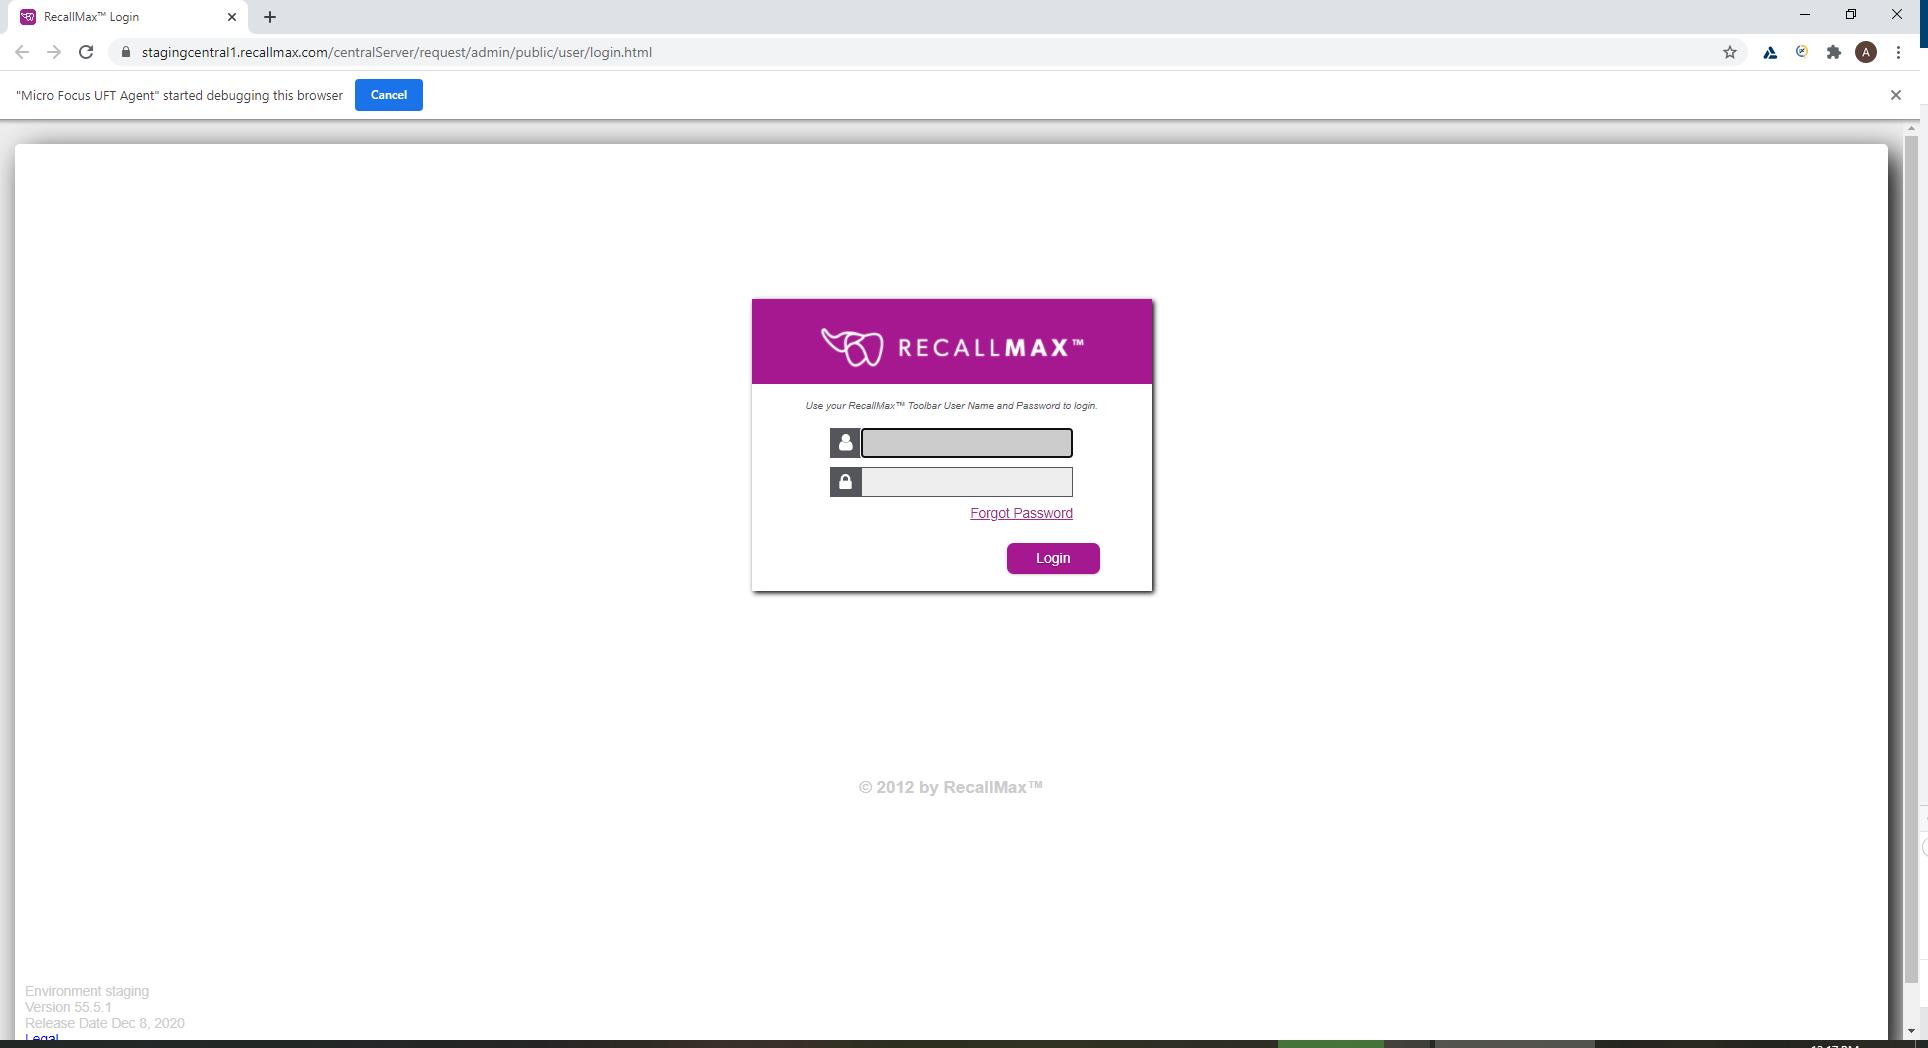 RecallMax™ Login
stagingcentral1.recallmax.com/centralServer/request/admin/public/user/login.html
A
"Micro Focus UFT Agent" started debugging this browser
Cancel
RECALLMAX™
Use your RecallMax™ Toolbar User Name and Password to login.
Forgot Password
Login
© 2012 by RecallMax™
Environment staging
Version 55.5.1
Release Date Dec 8, 2020
Legal